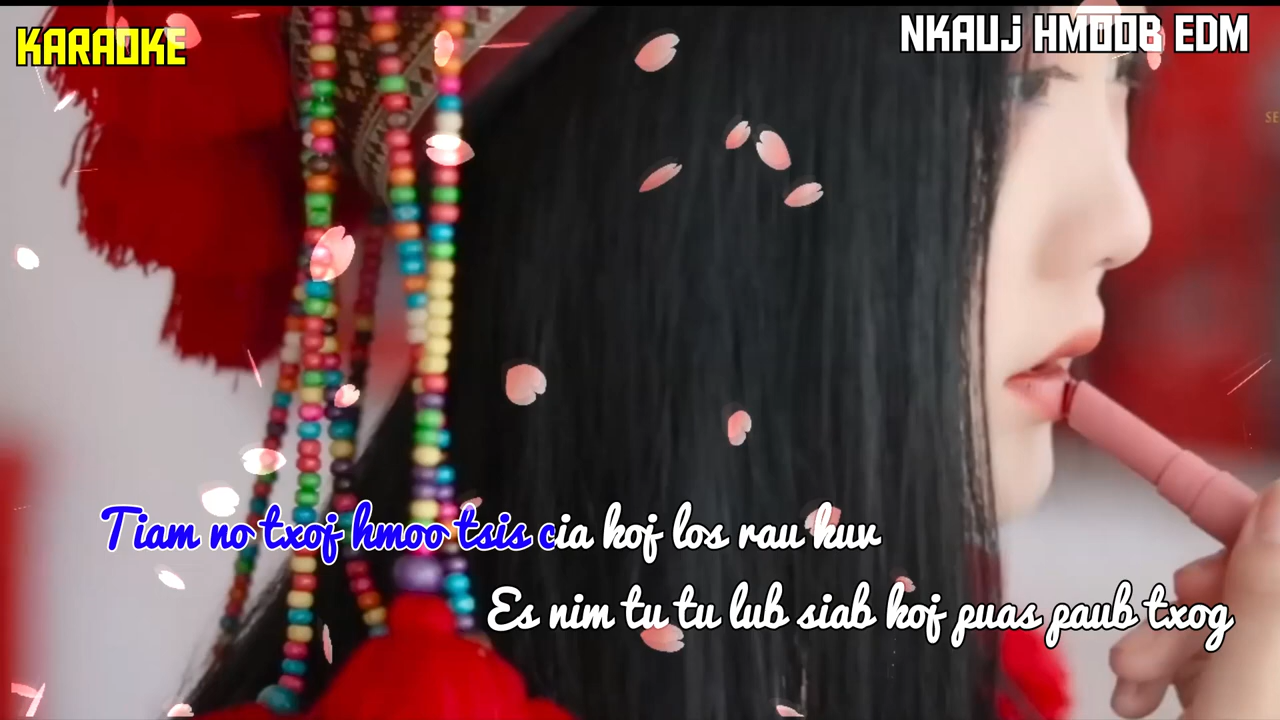 KARAOKE
NKAUJ HMOOB EDM
SE
Tiam no txoj hmoo tsis cia koj los rau kuv
Es nim tu tu lub siab koj puas paub txog